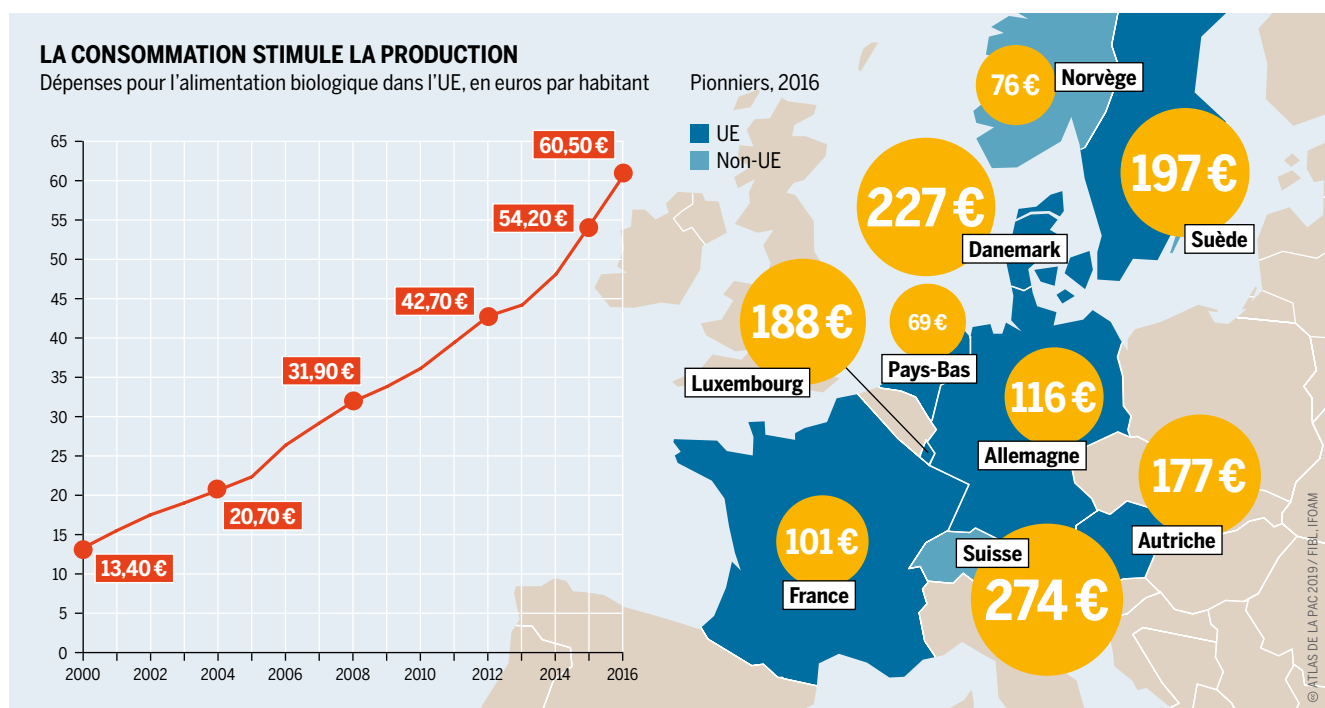 LA CONSOMMATION STIMULE LA PRODUCTION
Dépenses pour l'alimentation biologique dans l'UE, en euros par habitant
65
60
55
50
45
40
35
30
25
20
15
10
5
0
2000
2002
2004
2006
2008
2010
2012
2014
2016
13,40 €
20,70 €
31,90 €
42,70 €
54,20 €
60,50 €
Pionniers, 2016
UE
Non-UE
76 €
Norvège
197 €
Suède
227 €
Danemark
188 €
Luxembourg
69 €
Pays-Bas
116 €
Allemagne
177 €
Autriche
101 €
France
Suisse
274 €
© ATLAS DE LA PAC 2019 / FIBL, IFOAM